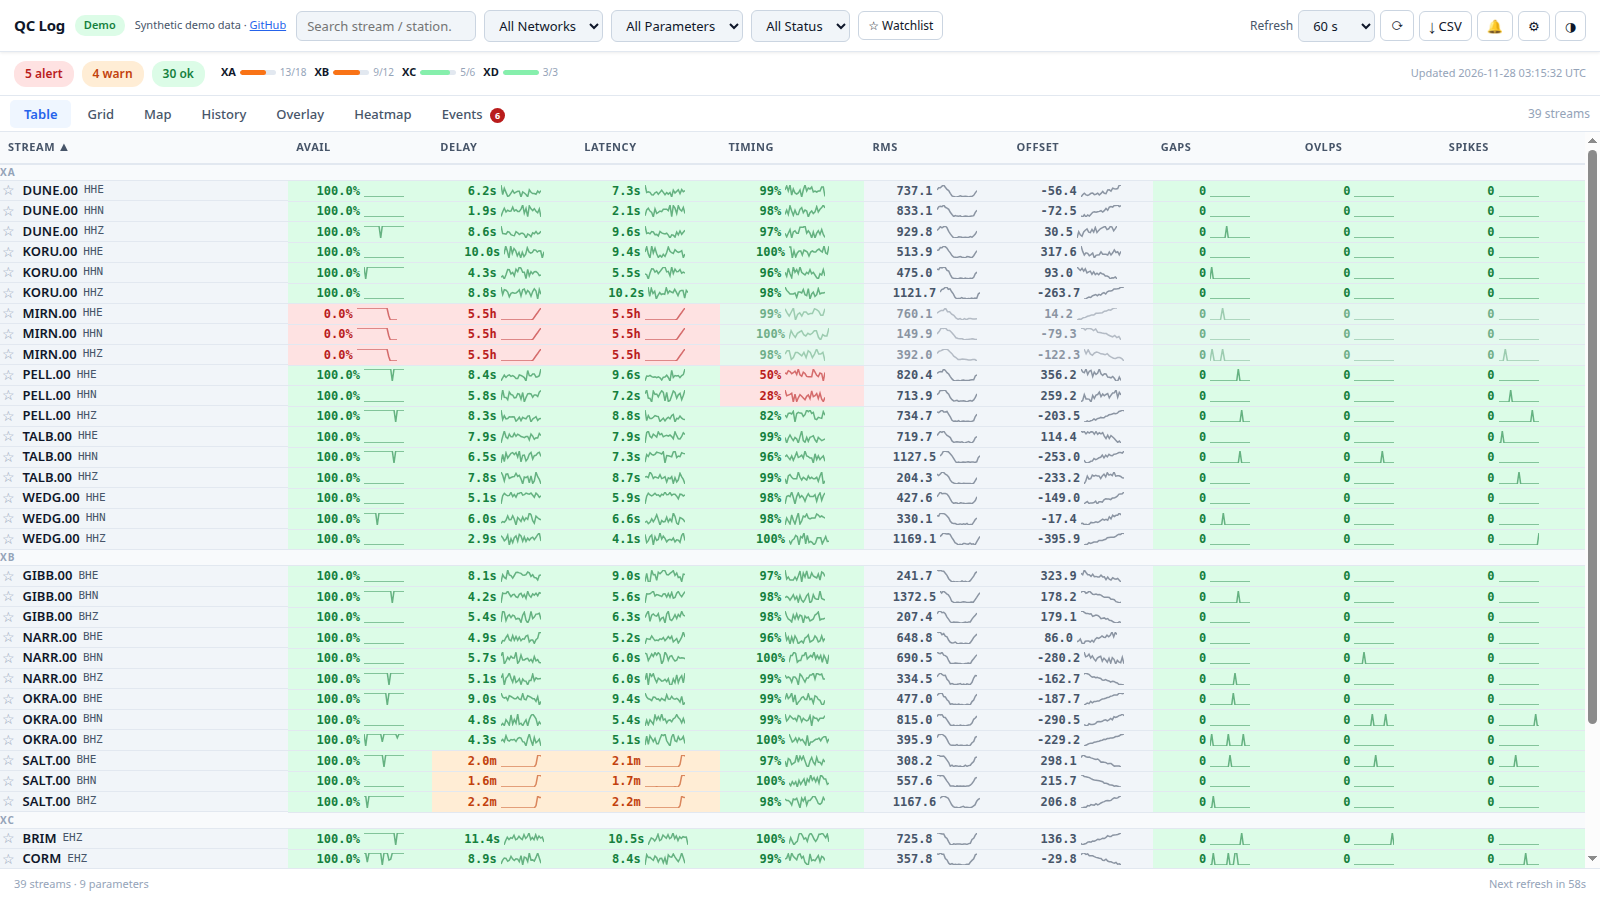 QC Log Demo Synthetic demo data · GitHub Search stream / station. All Networks All Parameters All Status ☆ Watchlist Refresh 60 s ⟳ ↓ CSV 🔔 ⚙ ◑
5 alert 4 warn 30 ok XA 13/18 XB 9/12 XC 5/6 XD 3/3 Updated 2026-11-28 03:15:32 UTC
Table Grid Map History Overlay Heatmap Events 6 39 streams
STREAM ▲ AVAIL DELAY LATENCY TIMING RMS OFFSET GAPS OVLPS SPIKES
XA
☆ DUNE.00 HHE 100.0% 6.2s 7.3s 99% 737.1 -56.4 0 0 0
☆ DUNE.00 HHN 100.0% 1.9s 2.1s 98% 833.1 -72.5 0 0 0
☆ DUNE.00 HHZ 100.0% 8.6s 9.6s 97% 929.8 30.5 0 0 0
☆ KORU.00 HHE 100.0% 10.0s 9.4s 100% 513.9 317.6 0 0 0
☆ KORU.00 HHN 100.0% 4.3s 5.5s 96% 475.0 93.0 0 0 0
☆ KORU.00 HHZ 100.0% 8.8s 10.2s 98% 1121.7 -263.7 0 0 0
☆ MIRN.00 HHE 0.0% 5.5h 5.5h 99% 760.1 14.2 0 0 0
☆ MIRN.00 HHN 0.0% 5.5h 5.5h 100% 149.9 -79.3 0 0 0
☆ MIRN.00 HHZ 0.0% 5.5h 5.5h 98% 392.0 -122.3 0 0 0
☆ PELL.00 HHE 100.0% 8.4s 9.6s 50% 820.4 356.2 0 0 0
☆ PELL.00 HHN 100.0% 5.8s 7.2s 28% 713.9 259.2 0 0 0
☆ PELL.00 HHZ 100.0% 8.3s 8.8s 82% 734.7 -203.5 0 0 0
☆ TALB.00 HHE 100.0% 7.9s 7.9s 99% 719.7 114.4 0 0 0
☆ TALB.00 HHN 100.0% 6.5s 7.3s 96% 1127.5 -253.0 0 0 0
☆ TALB.00 HHZ 100.0% 7.8s 8.7s 99% 204.3 -233.2 0 0 0
☆ WEDG.00 HHE 100.0% 5.1s 5.9s 98% 427.6 -149.0 0 0 0
☆ WEDG.00 HHN 100.0% 6.0s 6.6s 98% 330.1 -17.4 0 0 0
☆ WEDG.00 HHZ 100.0% 2.9s 4.1s 100% 1169.1 -395.9 0 0 0
XB
☆ GIBB.00 BHE 100.0% 8.1s 9.0s 97% 241.7 323.9 0 0 0
☆ GIBB.00 BHN 100.0% 4.2s 5.6s 98% 1372.5 178.2 0 0 0
☆ GIBB.00 BHZ 100.0% 5.4s 6.3s 98% 207.4 179.1 0 0 0
☆ NARR.00 BHE 100.0% 4.9s 5.2s 96% 648.8 86.0 0 0 0
☆ NARR.00 BHN 100.0% 5.7s 6.0s 100% 690.5 -280.2 0 0 0
☆ NARR.00 BHZ 100.0% 5.1s 6.0s 99% 334.5 -162.7 0 0 0
☆ OKRA.00 BHE 100.0% 9.0s 9.4s 99% 477.0 -187.7 0 0 0
☆ OKRA.00 BHN 100.0% 4.8s 5.4s 99% 815.0 -290.5 0 0 0
☆ OKRA.00 BHZ 100.0% 4.3s 5.1s 100% 395.9 -229.2 0 0 0
☆ SALT.00 BHE 100.0% 2.0m 2.1m 97% 308.2 298.1 0 0 0
☆ SALT.00 BHN 100.0% 1.6m 1.7m 100% 557.6 215.7 0 0 0
☆ SALT.00 BHZ 100.0% 2.2m 2.2m 98% 1167.6 206.8 0 0 0
XC
☆ BRIM EHZ 100.0% 11.4s 10.5s 100% 725.8 136.3 0 0 0
☆ CORM EHZ 100.0% 8.9s 8.4s 99% 357.8 -29.8 0 0 0
39 streams · 9 parameters Next refresh in 58s